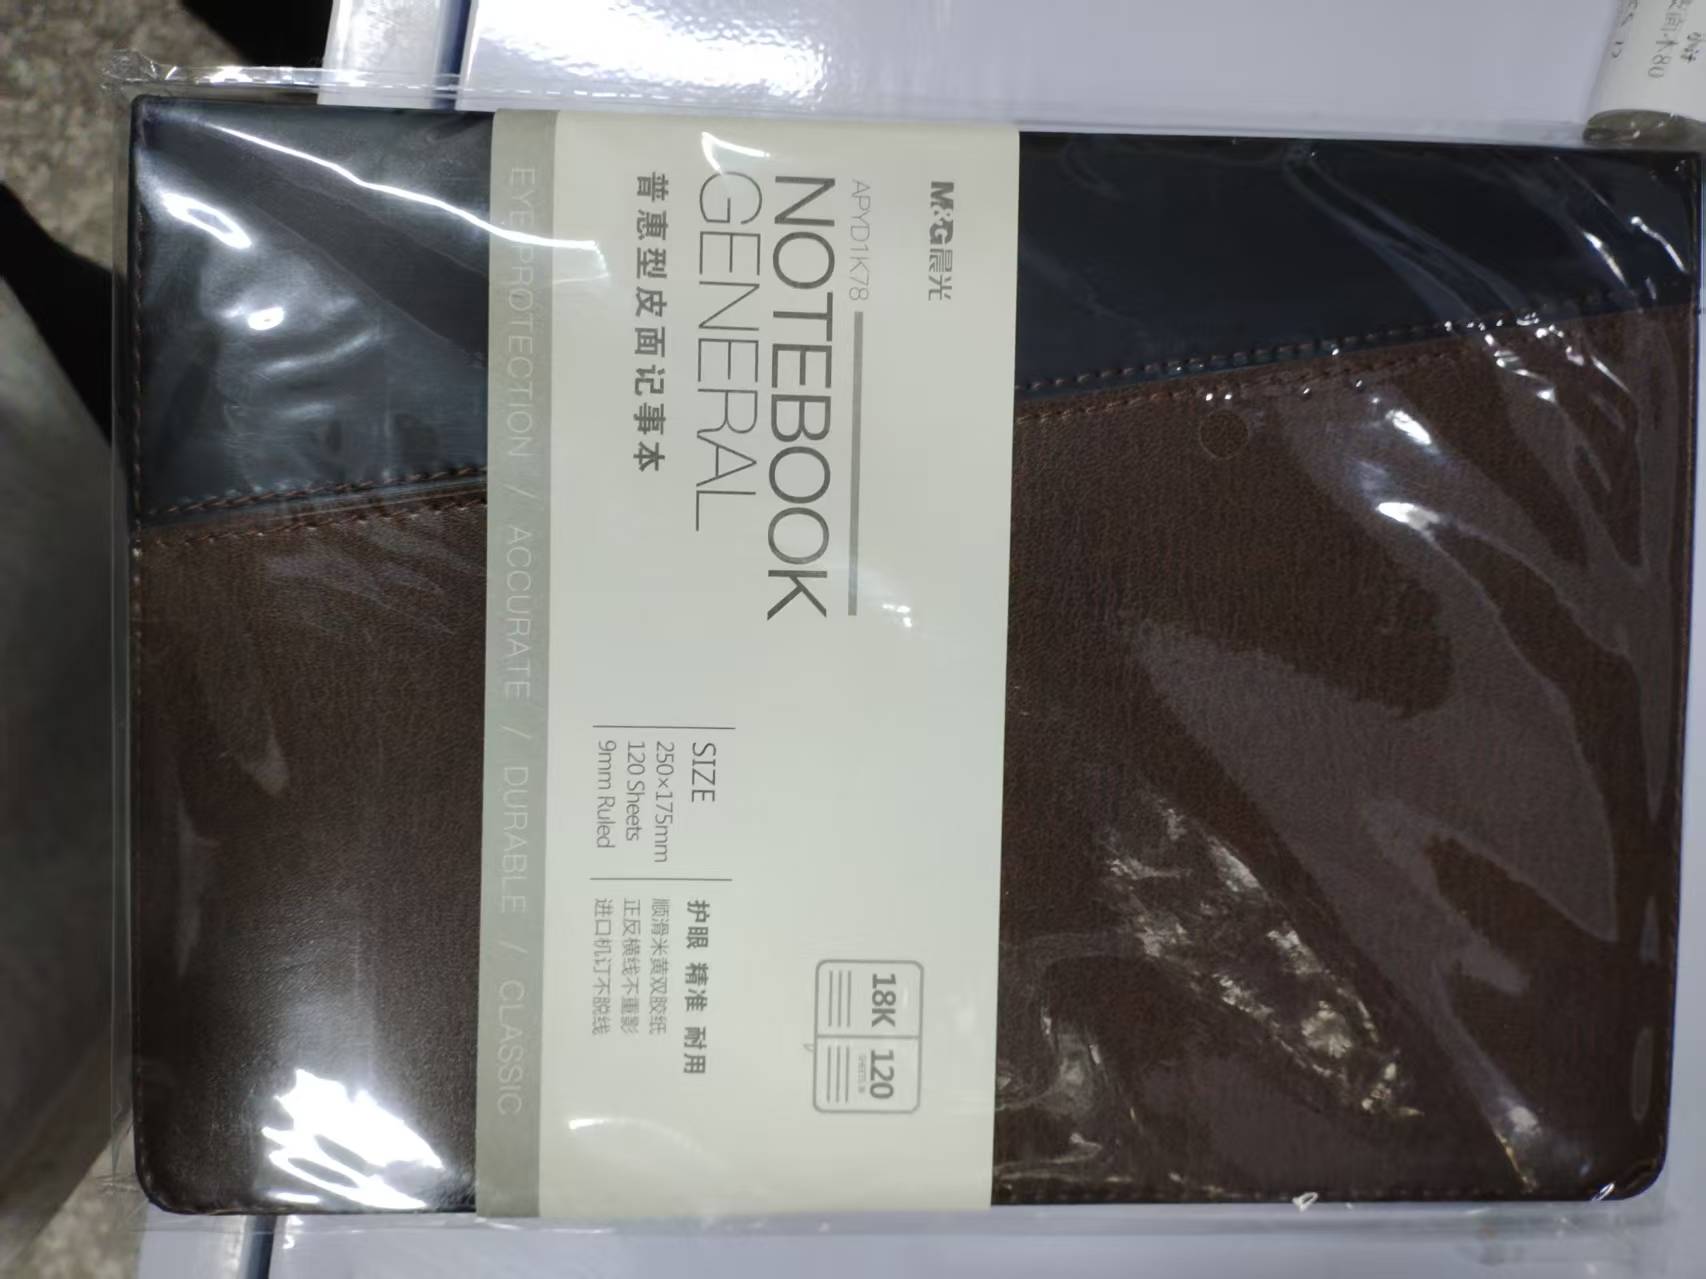 M&G晨光
APYD1K78
NOTEBOOK
GENERAL
普惠型皮面记事本
SIZE
250×175mm
120 Sheets
9mm Ruled
护眼 精准 耐用
顺滑米黄双胶纸
正反横线不重影
进口机订不脱线
18K 120
EYE PROTECTION / ACCURATE / DURABLE / CLASSIC